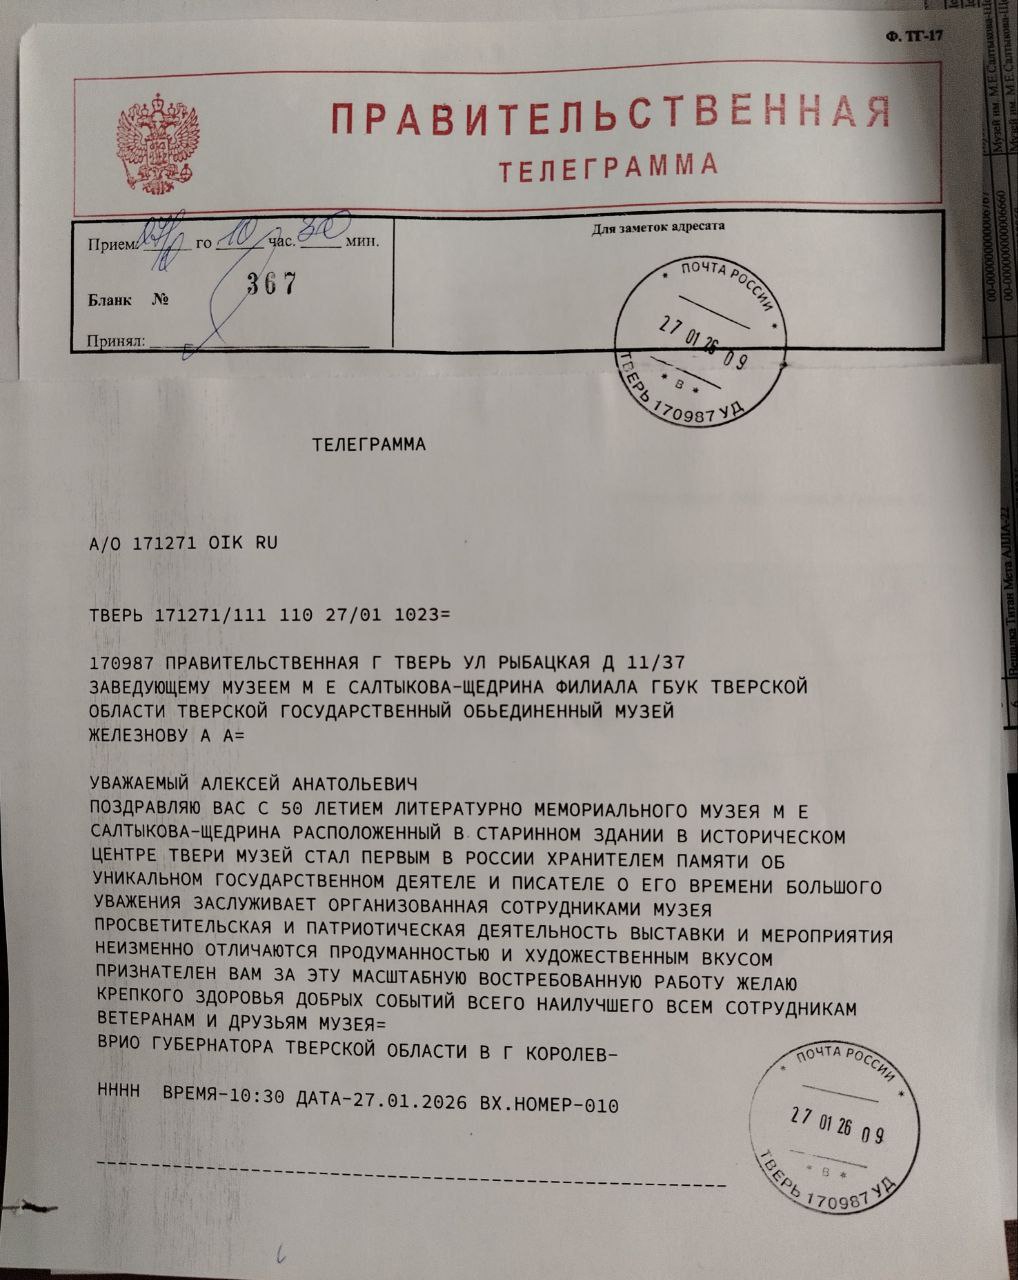 Ф. ТГ-17
ПРАВИТЕЛЬСТВЕННАЯ
ТЕЛЕГРАММА
Прием: го 10 час. 30 мин.
Для заметок адресата
Бланк № 367
Принял:
ПОЧТА РОССИИ
27 01 26 09
* В *
ТВЕРЬ 170987 УД
ТЕЛЕГРАММА
А/О 171271 OIK RU
ТВЕРЬ 171271/111 110 27/01 1023=
170987 ПРАВИТЕЛЬСТВЕННАЯ Г ТВЕРЬ УЛ РЫБАЦКАЯ Д 11/37
ЗАВЕДУЮЩЕМУ МУЗЕЕМ М Е САЛТЫКОВА-ЩЕДРИНА ФИЛИАЛА ГБУК ТВЕРСКОЙ
ОБЛАСТИ ТВЕРСКОЙ ГОСУДАРСТВЕННЫЙ ОБЬЕДИНЕННЫЙ МУЗЕЙ
ЖЕЛЕЗНОВУ А А=
УВАЖАЕМЫЙ АЛЕКСЕЙ АНАТОЛЬЕВИЧ
ПОЗДРАВЛЯЮ ВАС С 50 ЛЕТИЕМ ЛИТЕРАТУРНО МЕМОРИАЛЬНОГО МУЗЕЯ М Е
САЛТЫКОВА-ЩЕДРИНА РАСПОЛОЖЕННЫЙ В СТАРИННОМ ЗДАНИИ В ИСТОРИЧЕСКОМ
ЦЕНТРЕ ТВЕРИ МУЗЕЙ СТАЛ ПЕРВЫМ В РОССИИ ХРАНИТЕЛЕМ ПАМЯТИ ОБ
УНИКАЛЬНОМ ГОСУДАРСТВЕННОМ ДЕЯТЕЛЕ И ПИСАТЕЛЕ О ЕГО ВРЕМЕНИ БОЛЬШОГО
УВАЖЕНИЯ ЗАСЛУЖИВАЕТ ОРГАНИЗОВАННАЯ СОТРУДНИКАМИ МУЗЕЯ
ПРОСВЕТИТЕЛЬСКАЯ И ПАТРИОТИЧЕСКАЯ ДЕЯТЕЛЬНОСТЬ ВЫСТАВКИ И МЕРОПРИЯТИЯ
НЕИЗМЕННО ОТЛИЧАЮТСЯ ПРОДУМАННОСТЬЮ И ХУДОЖЕСТВЕННЫМ ВКУСОМ
ПРИЗНАТЕЛЕН ВАМ ЗА ЭТУ МАСШТАБНУЮ ВОСТРЕБОВАННУЮ РАБОТУ ЖЕЛАЮ
КРЕПКОГО ЗДОРОВЬЯ ДОБРЫХ СОБЫТИЙ ВСЕГО НАИЛУЧШЕГО ВСЕМ СОТРУДНИКАМ
ВЕТЕРАНАМ И ДРУЗЬЯМ МУЗЕЯ=
ВРИО ГУБЕРНАТОРА ТВЕРСКОЙ ОБЛАСТИ В Г КОРОЛЕВ-
НННН ВРЕМЯ-10:30 ДАТА-27.01.2026 ВХ.НОМЕР-010
ПОЧТА РОССИИ
27 01 26 09
* В *
ТВЕРЬ 170987 УД